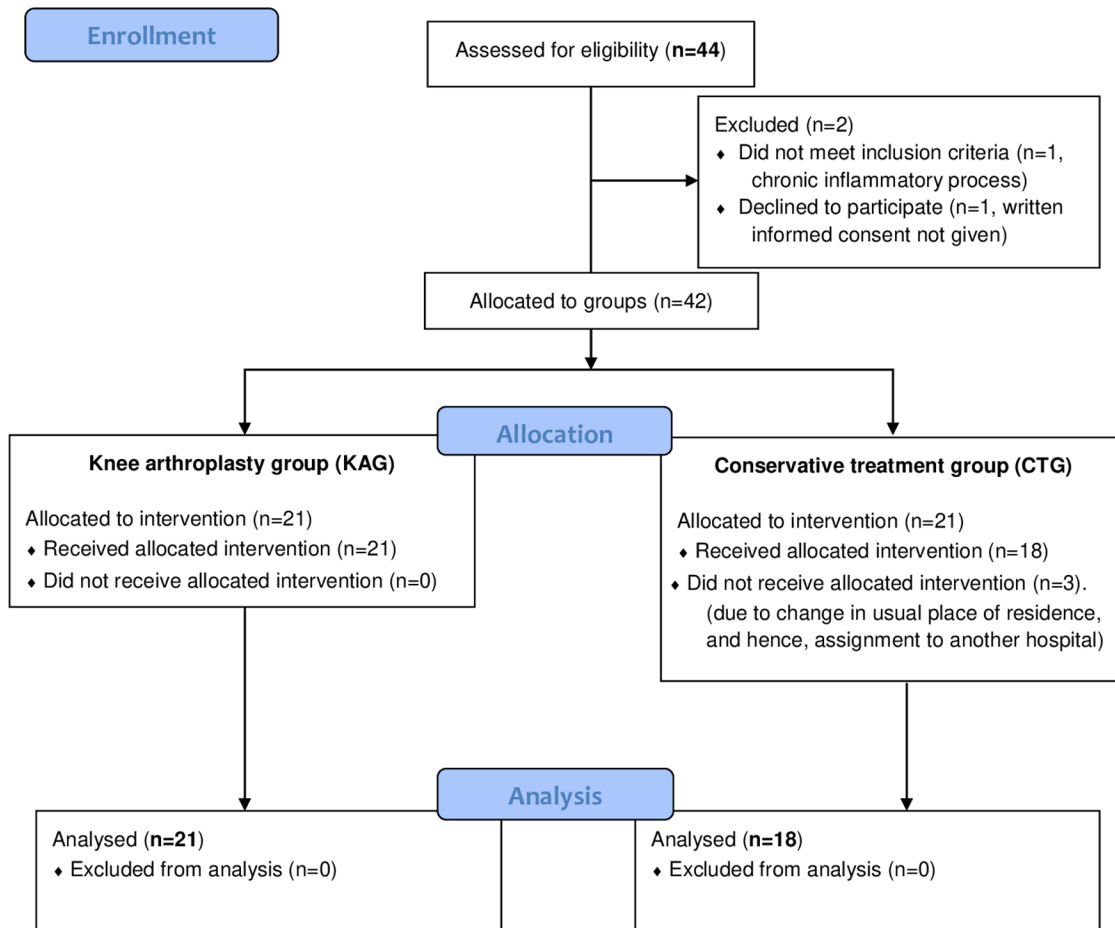 Enrollment
Assessed for eligibility (n=44)
Excluded (n=2)
♦ Did not meet inclusion criteria (n=1,
chronic inflammatory process)
♦ Declined to participate (n=1, written
informed consent not given)
Allocated to groups (n=42)
Allocation
Knee arthroplasty group (KAG)
Allocated to intervention (n=21)
♦ Received allocated intervention (n=21)
♦ Did not receive allocated intervention (n=0)
Conservative treatment group (CTG)
Allocated to intervention (n=21)
♦ Received allocated intervention (n=18)
♦ Did not receive allocated intervention (n=3).
(due to change in usual place of residence,
and hence, assignment to another hospital)
Analysis
Analysed (n=21)
♦ Excluded from analysis (n=0)
Analysed (n=18)
♦ Excluded from analysis (n=0)